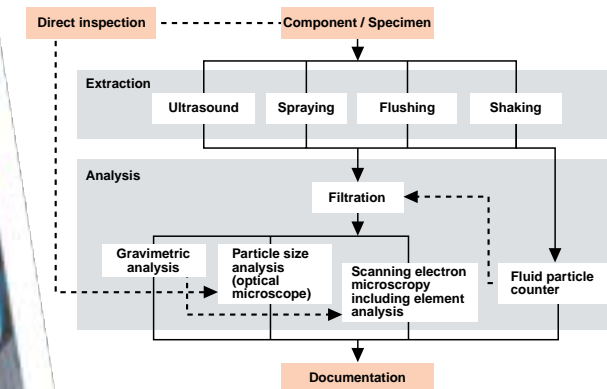 Direct inspection
Component / Specimen
Extraction
Ultrasound
Spraying
Flushing
Shaking
Analysis
Filtration
Gravimetric
analysis
Particle size
analysis
(optical
microscope)
Scanning electron
microscopy
including element
analysis
Fluid particle
counter
Documentation